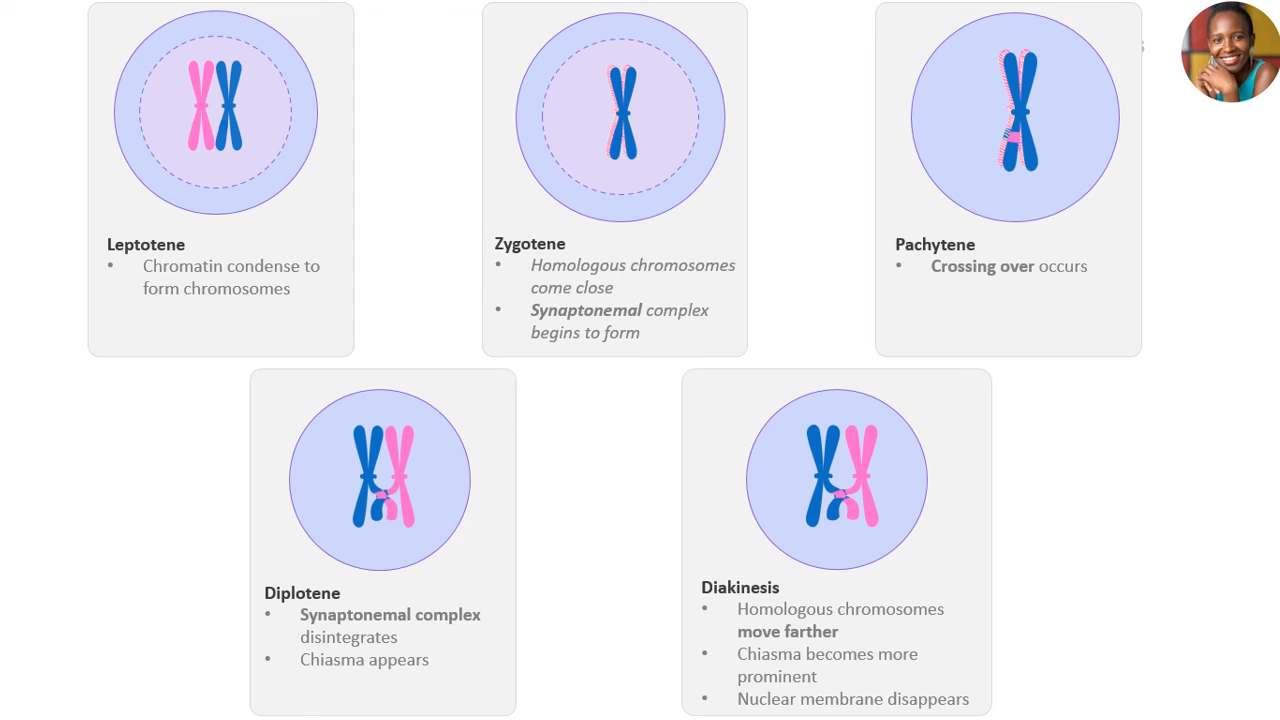 Leptotene
• Chromatin condense to
form chromosomes
Zygotene
• Homologous chromosomes
come close
• Synaptonemal complex
begins to form
Pachytene
• Crossing over occurs
Diplotene
• Synaptonemal complex
disintegrates
• Chiasma appears
Diakinesis
• Homologous chromosomes
move farther
• Chiasma becomes more
prominent
• Nuclear membrane disappears